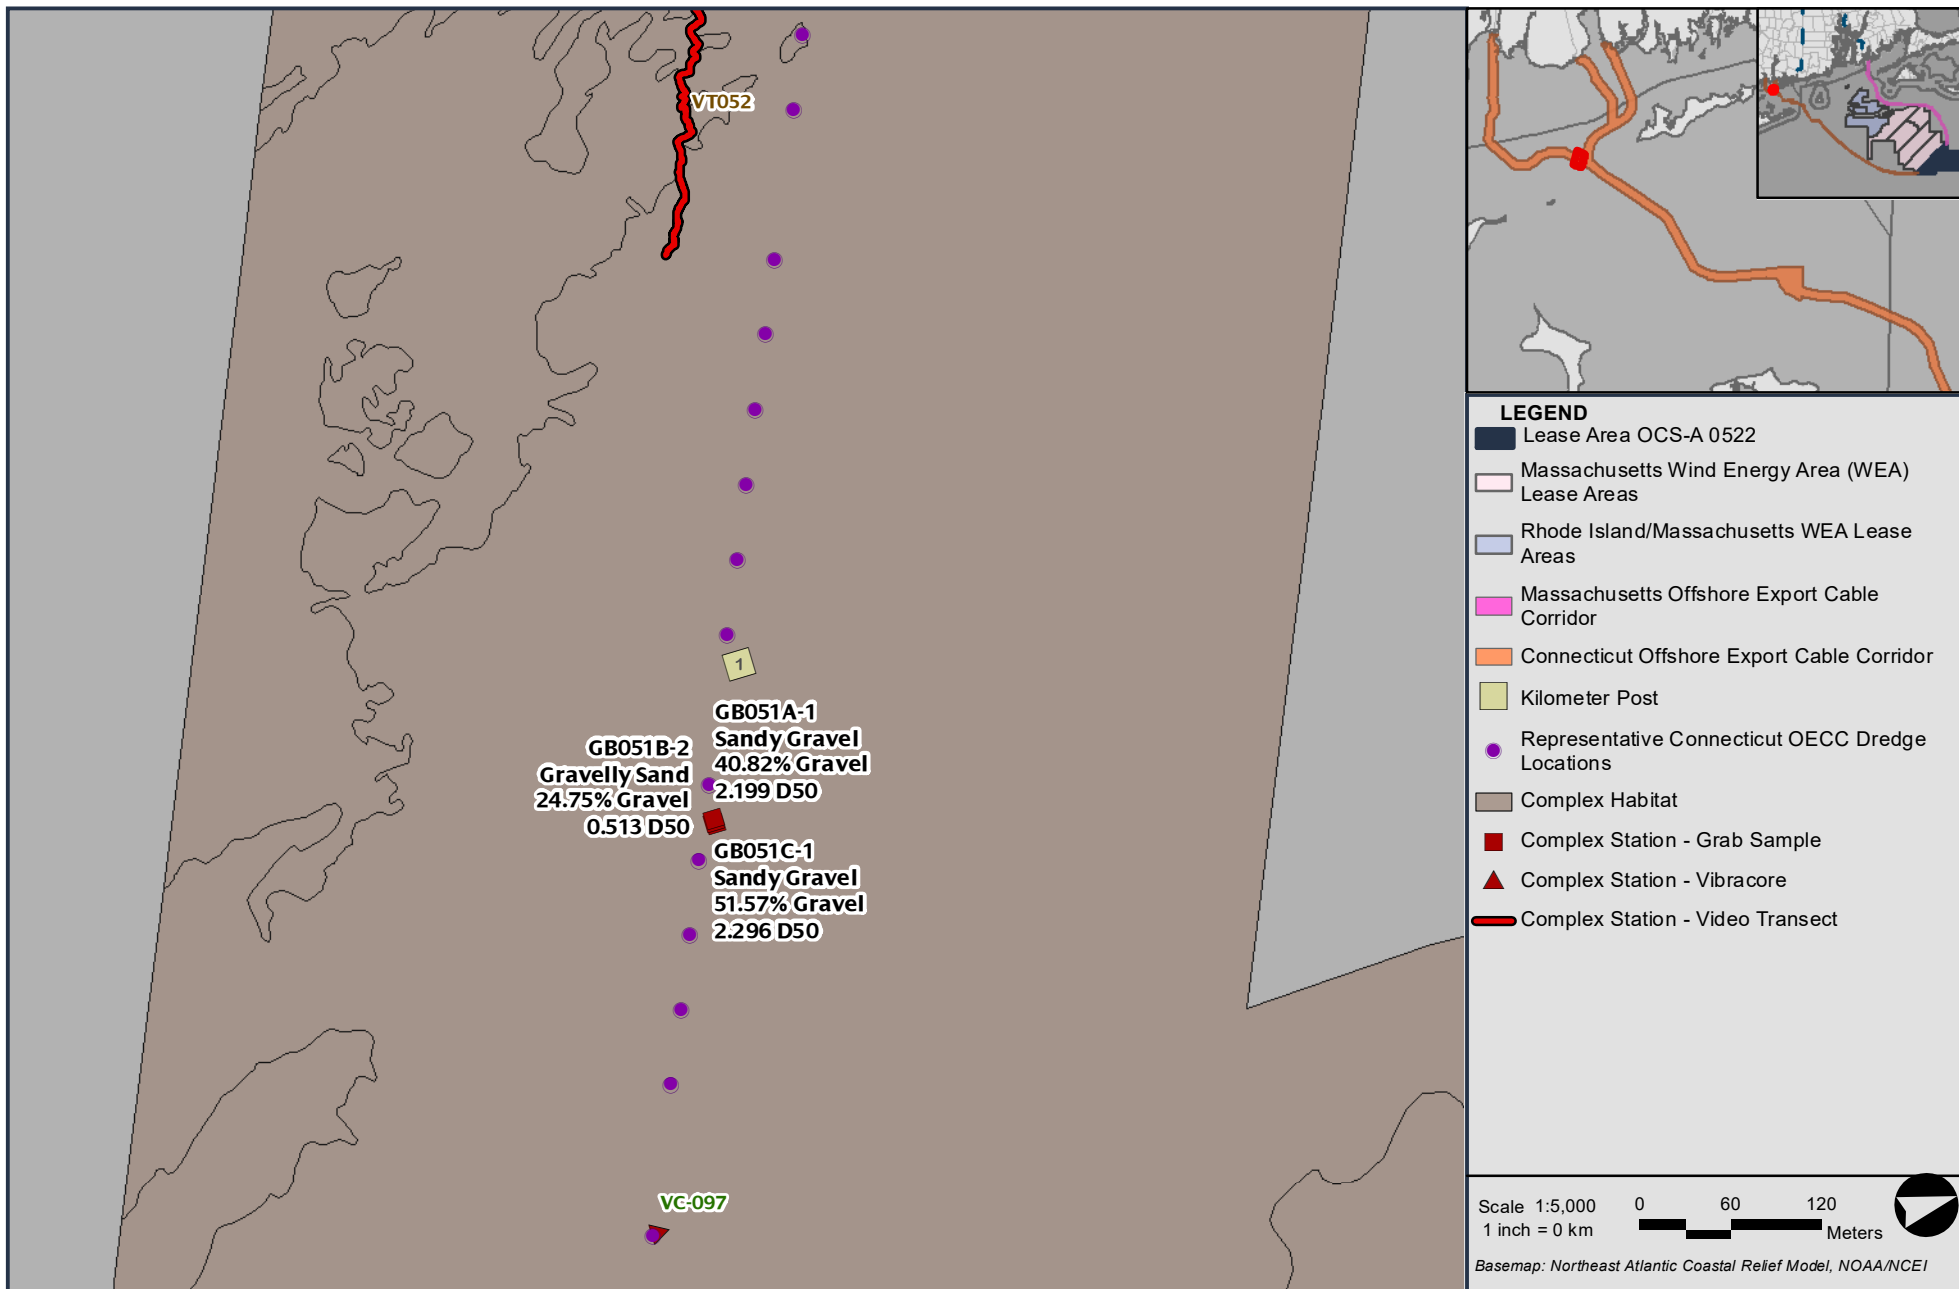 VT052
1
GB051A-1
Sandy Gravel
40.82% Gravel
2.199 D50
GB051B-2
Gravelly Sand
24.75% Gravel
0.513 D50
GB051C-1
Sandy Gravel
51.57% Gravel
2.296 D50
VC-097
LEGEND
Lease Area OCS-A 0522
Massachusetts Wind Energy Area (WEA)
Lease Areas
Rhode Island/Massachusetts WEA Lease
Areas
Massachusetts Offshore Export Cable
Corridor
Connecticut Offshore Export Cable Corridor
Kilometer Post
Representative Connecticut OECC Dredge
Locations
Complex Habitat
Complex Station - Grab Sample
Complex Station - Vibracore
Complex Station - Video Transect
Scale 1:5,000
1 inch = 0 km
0 60 120
Meters
Basemap: Northeast Atlantic Coastal Relief Model, NOAA/NCEI